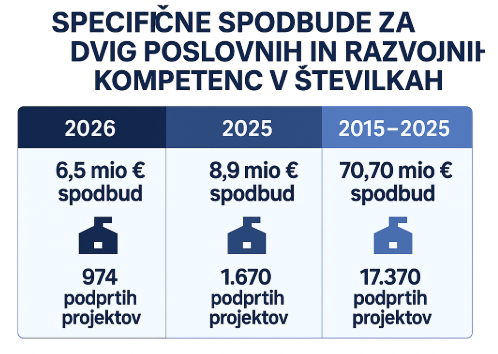 SPECIFIČNE SPODBUDE ZA
DVIG POSLOVNIH IN RAZVOJNIH
KOMPETENC V ŠTEVILKAH
2026 2025 2015–2025
6,5 mio € 8,9 mio € 70,70 mio €
spodbud spodbud spodbud
974 1.670 17.370
podprtih podprtih podprtih
projektov projektov projektov